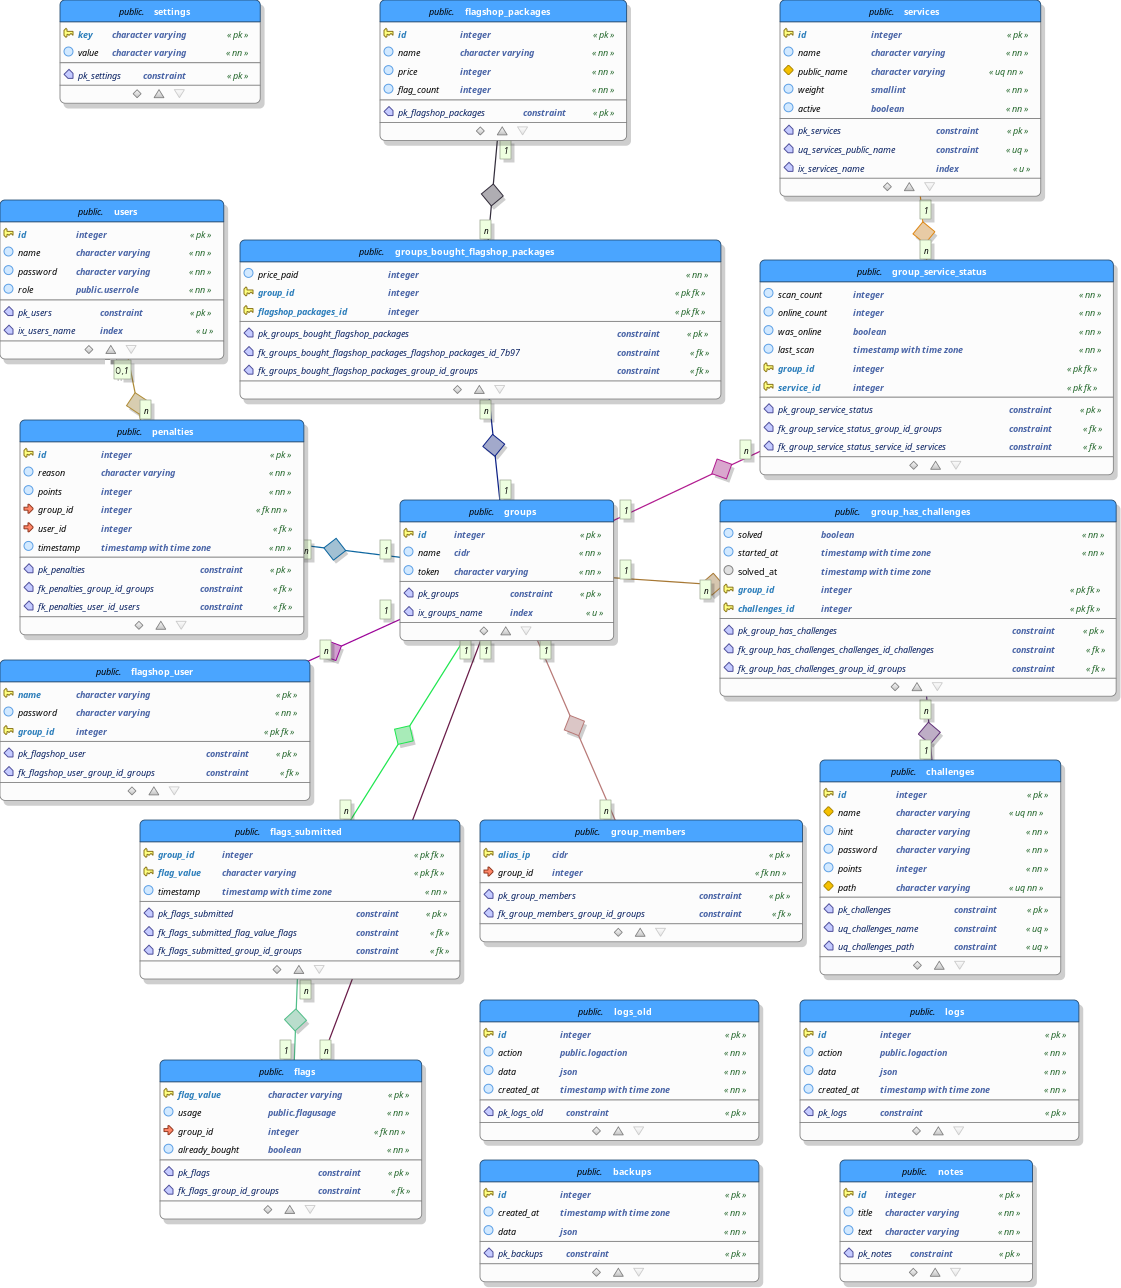 public. settings
key character varying « pk »
value character varying « nn »
pk_settings constraint « pk »
public. flagshop_packages
id integer « pk »
name character varying « nn »
price integer « nn »
flag_count integer « nn »
pk_flagshop_packages constraint « pk »
1
n
public. services
id integer « pk »
name character varying « nn »
public_name character varying « uq nn »
weight smallint « nn »
active boolean « nn »
pk_services constraint « pk »
uq_services_public_name constraint « uq »
ix_services_name index « u »
1
n
public. users
id integer « pk »
name character varying « nn »
password character varying « nn »
role public.userrole « nn »
pk_users constraint « pk »
ix_users_name index « u »
0,1
n
public. groups_bought_flagshop_packages
price_paid integer « nn »
group_id integer « pk fk »
flagshop_packages_id integer « pk fk »
pk_groups_bought_flagshop_packages constraint « pk »
fk_groups_bought_flagshop_packages_flagshop_packages_id_7b97 constraint « fk »
fk_groups_bought_flagshop_packages_group_id_groups constraint « fk »
n
1
public. group_service_status
scan_count integer « nn »
online_count integer « nn »
was_online boolean « nn »
last_scan timestamp with time zone « nn »
group_id integer « pk fk »
service_id integer « pk fk »
pk_group_service_status constraint « pk »
fk_group_service_status_group_id_groups constraint « fk »
fk_group_service_status_service_id_services constraint « fk »
n
1
public. penalties
id integer « pk »
reason character varying « nn »
points integer « nn »
group_id integer « fk nn »
user_id integer « fk »
timestamp timestamp with time zone « nn »
pk_penalties constraint « pk »
fk_penalties_group_id_groups constraint « fk »
fk_penalties_user_id_users constraint « fk »
n
1
public. groups
id integer « pk »
name cidr « nn »
token character varying « nn »
pk_groups constraint « pk »
ix_groups_name index « u »
1
n
public. group_has_challenges
solved boolean « nn »
started_at timestamp with time zone « nn »
solved_at timestamp with time zone
group_id integer « pk fk »
challenges_id integer « pk fk »
pk_group_has_challenges constraint « pk »
fk_group_has_challenges_challenges_id_challenges constraint « fk »
fk_group_has_challenges_group_id_groups constraint « fk »
n
1
1
n
1
1
1
public. flagshop_user
name character varying « pk »
password character varying « nn »
group_id integer « pk fk »
pk_flagshop_user constraint « pk »
fk_flagshop_user_group_id_groups constraint « fk »
n
n
public. challenges
id integer « pk »
name character varying « uq nn »
hint character varying « nn »
password character varying « nn »
points integer « nn »
path character varying « uq nn »
pk_challenges constraint « pk »
uq_challenges_name constraint « uq »
uq_challenges_path constraint « uq »
public. flags_submitted
group_id integer « pk fk »
flag_value character varying « pk fk »
timestamp timestamp with time zone « nn »
pk_flags_submitted constraint « pk »
fk_flags_submitted_flag_value_flags constraint « fk »
fk_flags_submitted_group_id_groups constraint « fk »
public. group_members
alias_ip cidr « pk »
group_id integer « fk nn »
pk_group_members constraint « pk »
fk_group_members_group_id_groups constraint « fk »
n
1
n
public. flags
flag_value character varying « pk »
usage public.flagusage « nn »
group_id integer « fk nn »
already_bought boolean « nn »
pk_flags constraint « pk »
fk_flags_group_id_groups constraint « fk »
public. logs_old
id integer « pk »
action public.logaction « nn »
data json « nn »
created_at timestamp with time zone « nn »
pk_logs_old constraint « pk »
public. logs
id integer « pk »
action public.logaction « nn »
data json « nn »
created_at timestamp with time zone « nn »
pk_logs constraint « pk »
public. backups
id integer « pk »
created_at timestamp with time zone « nn »
data json « nn »
pk_backups constraint « pk »
public. notes
id integer « pk »
title character varying « nn »
text character varying « nn »
pk_notes constraint « pk »